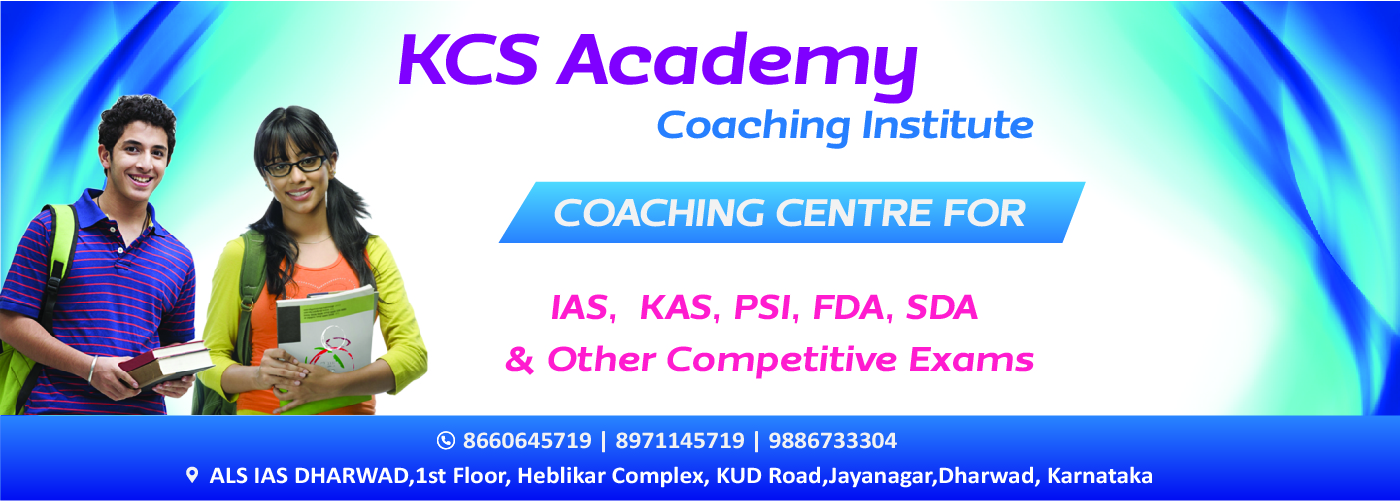 KCS Academy
Coaching Institute
COACHING CENTRE FOR
IAS, KAS, PSI, FDA, SDA
& Other Competitive Exams
8660645719 | 8971145719 | 9886733304
ALS IAS DHARWAD,1st Floor, Heblikar Complex, KUD Road,Jayanagar,Dharwad, Karnataka